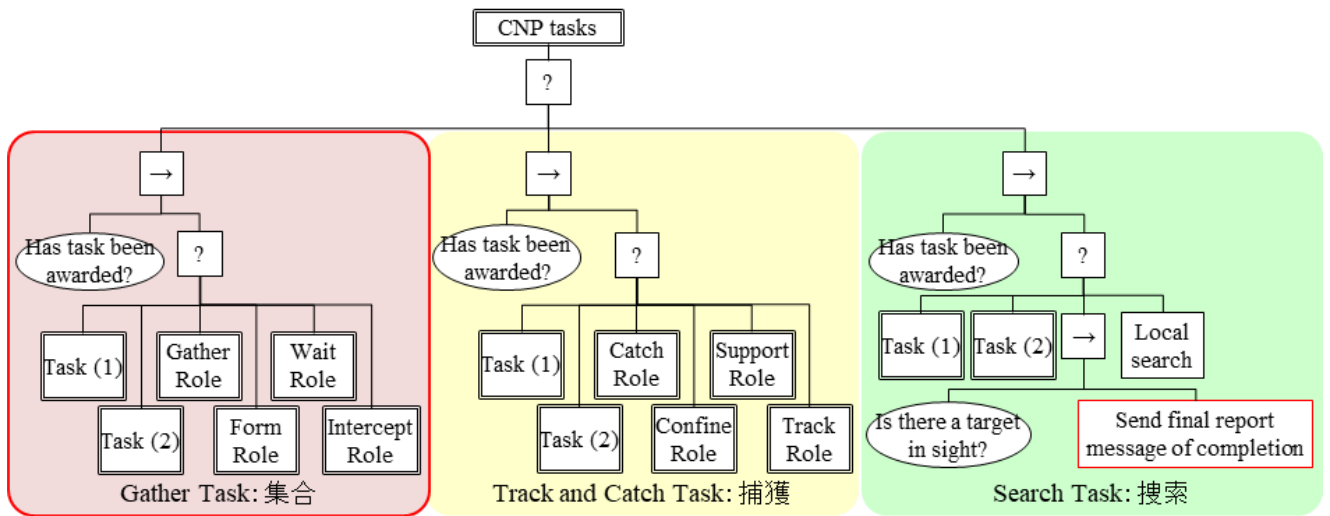 CNP tasks
?
→
→
→
Has task been
awarded?
?
Has task been
awarded?
?
Has task been
awarded?
?
Task (1)
Gather
Role
Wait
Role
Task (2)
Form
Role
Intercept
Role
Gather Task: 集合
Task (1)
Catch
Role
Support
Role
Task (2)
Confine
Role
Track
Role
Track and Catch Task: 捕獲
Task (1)
Task (2)
→
Local
search
Is there a target
in sight?
Send final report
message of completion
Search Task: 捜索